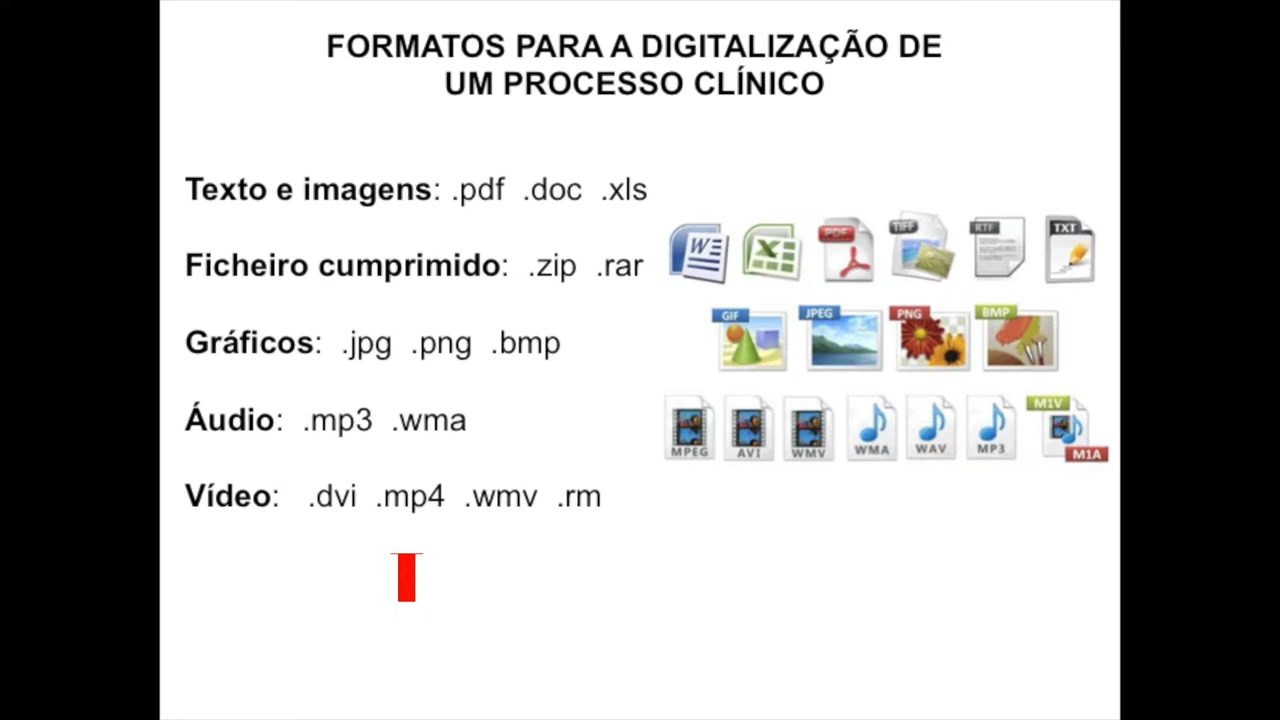 FORMATOS PARA A DIGITALIZAÇÃO DE
UM PROCESSO CLÍNICO
Texto e imagens: .pdf .doc .xls
W X PDF TIFF RTF TXT
Ficheiro cumprimido: .zip .rar
GIF JPEG PNG BMP
Gráficos: .jpg .png .bmp
Áudio: .mp3 .wma
MPEG AVI WMV WMA WAV MP3 M1V M1A
Vídeo: .dvi .mp4 .wmv .rm